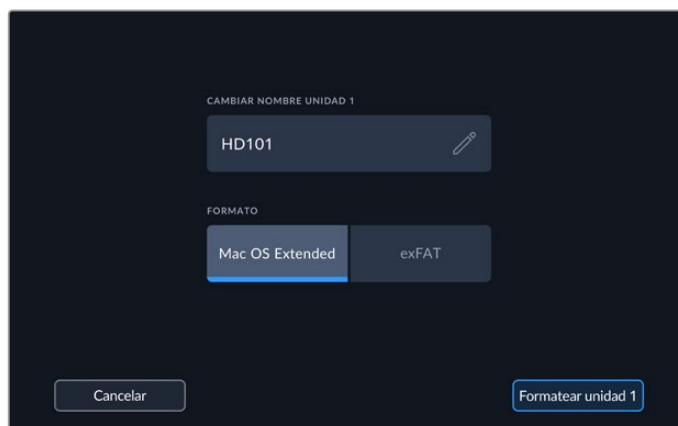 CAMBIAR NOMBRE UNIDAD 1
HD101
FORMATO
Mac OS Extended
exFAT
Cancelar
Formatear unidad 1